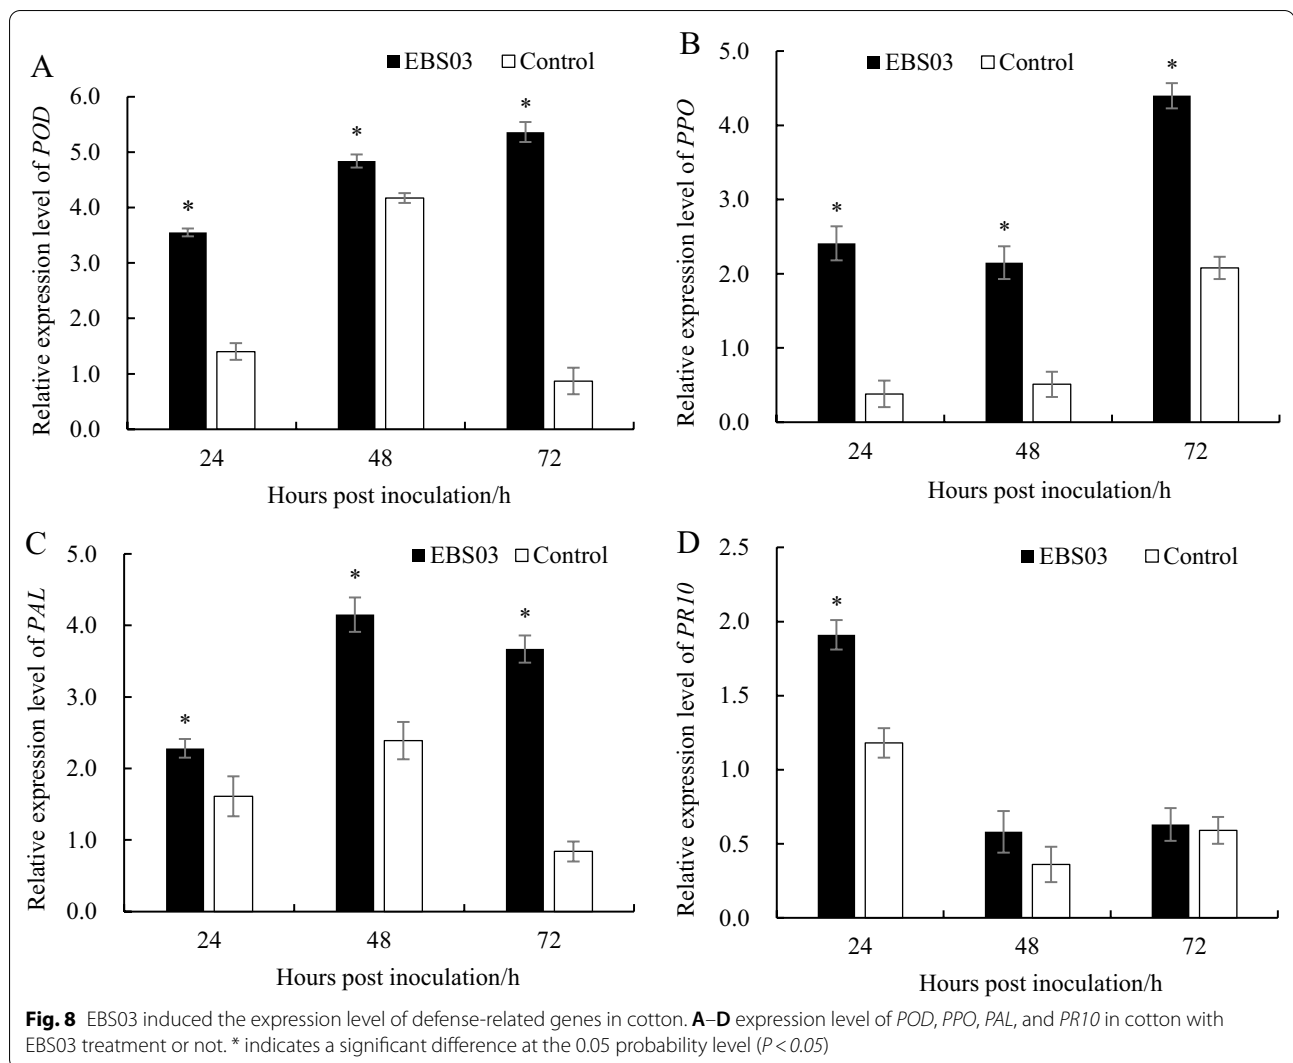 A
EBS03 Control
Relative expression level of POD
6.0
5.0
4.0
3.0
2.0
1.0
0.0
* * *
24 48 72
Hours post inoculation/h
B
EBS03 Control
Relative expression level of PPO
5.0
4.0
3.0
2.0
1.0
0.0
* * *
24 48 72
Hours post inoculation/h
C
EBS03 Control
Relative expression level of PAL
5.0
4.0
3.0
2.0
1.0
0.0
* * *
24 48 72
Hours post inoculation/h
D
EBS03 Control
Relative expression level of PR10
2.5
2.0
1.5
1.0
0.5
0.0
*
24 48 72
Hours post inoculation/h
Fig. 8 EBS03 induced the expression level of defense-related genes in cotton. A–D expression level of POD, PPO, PAL, and PR10 in cotton with
EBS03 treatment or not. * indicates a significant difference at the 0.05 probability level (P < 0.05)